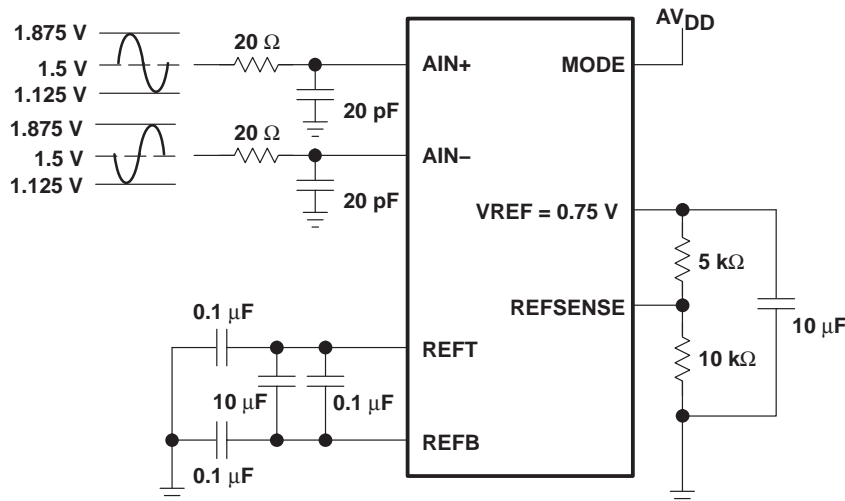 1.875 V
1.5 V
1.125 V
20 Ω
20 pF
AIN+
1.875 V
1.5 V
1.125 V
20 Ω
20 pF
AIN–
MODE
AVDD
VREF = 0.75 V
5 kΩ
REFSENSE
10 kΩ
10 μF
0.1 μF
REFT
10 μF
0.1 μF
REFB
0.1 μF